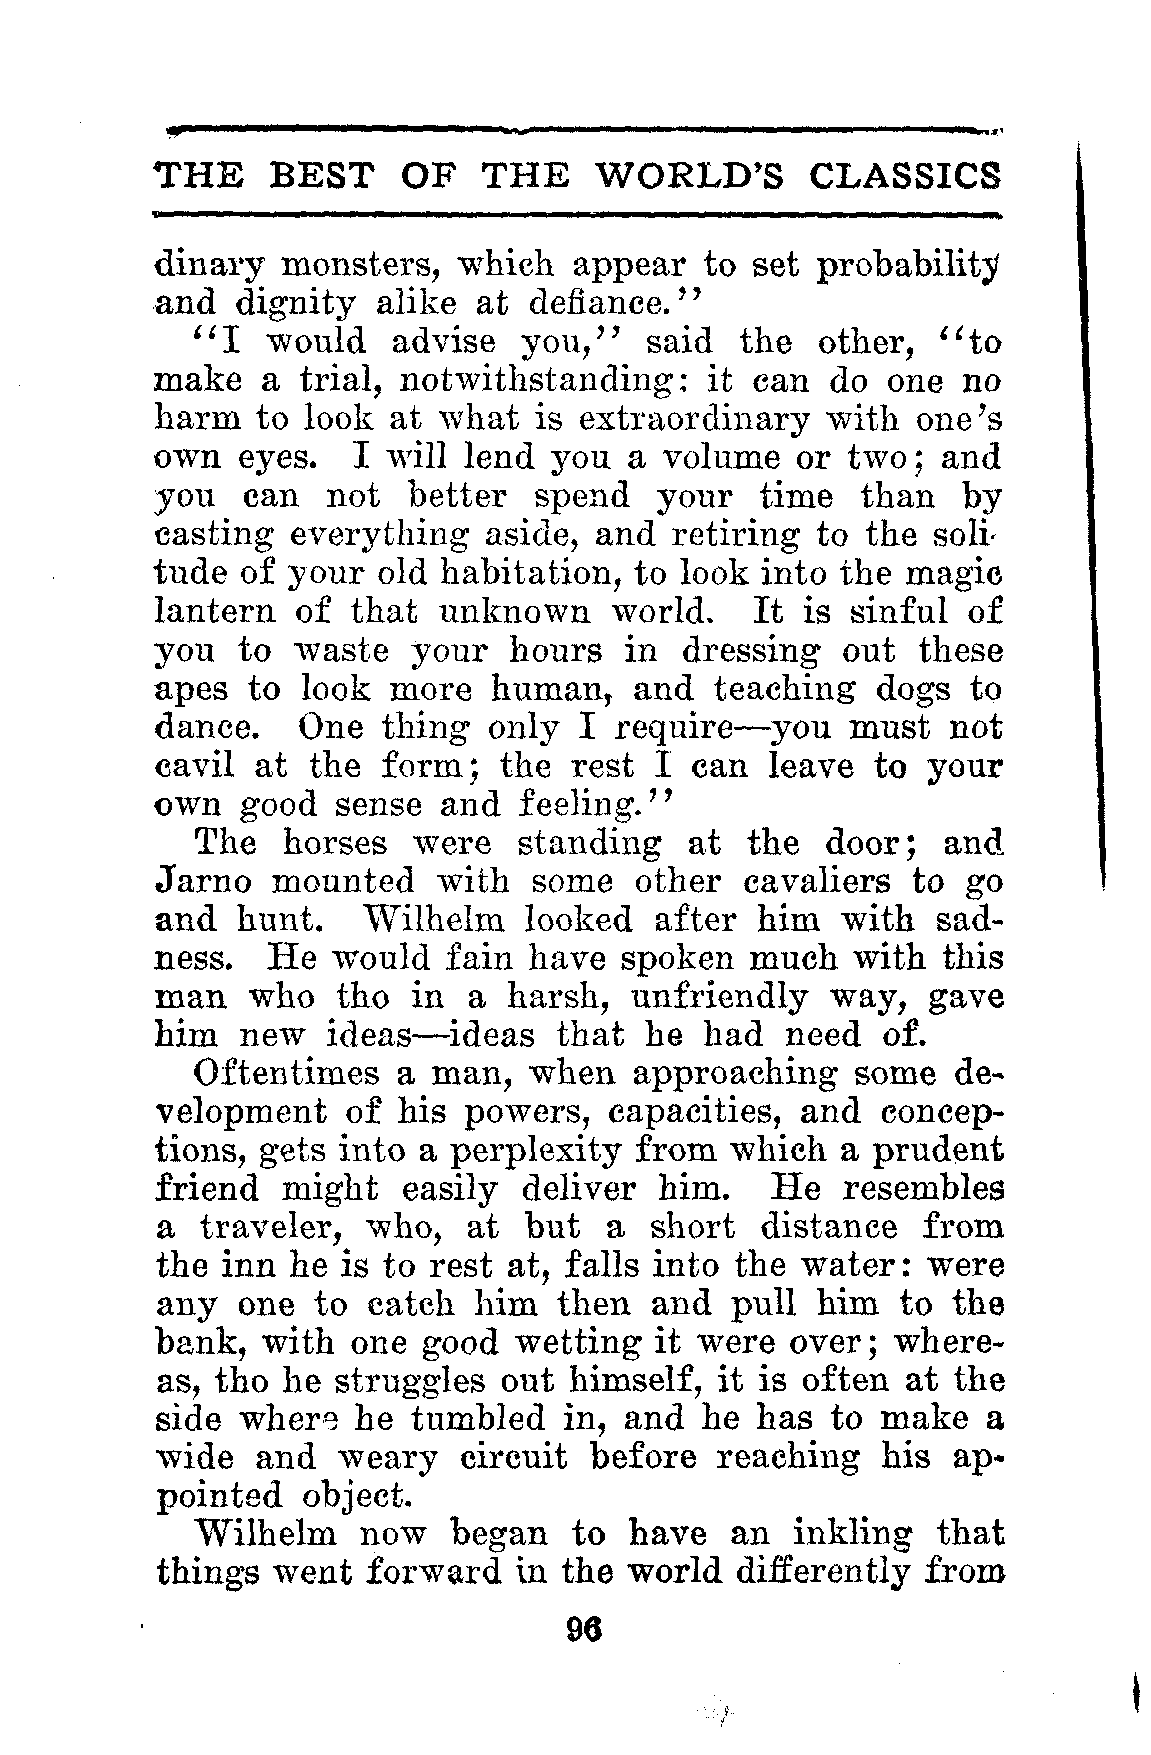 THE BEST OF THE WORLD'S CLASSICS
dinary monsters, which appear to set probability
and dignity alike at defiance.''
``I would advise you,'' said the other, ``to
make a trial, notwithstanding: it can do one no
harm to look at what is extraordinary with one's
own eyes. I will lend you a volume or two; and
you can not better spend your time than by
casting everything aside, and retiring to the soli-
tude of your old habitation, to look into the magic
lantern of that unknown world. It is sinful of
you to waste your hours in dressing out these
apes to look more human, and teaching dogs to
dance. One thing only I require—you must not
cavil at the form; the rest I can leave to your
own good sense and feeling.''
The horses were standing at the door; and
Jarno mounted with some other cavaliers to go
and hunt. Wilhelm looked after him with sad-
ness. He would fain have spoken much with this
man who tho in a harsh, unfriendly way, gave
him new ideas—ideas that he had need of.
Oftentimes a man, when approaching some de-
velopment of his powers, capacities, and concep-
tions, gets into a perplexity from which a prudent
friend might easily deliver him. He resembles
a traveler, who, at but a short distance from
the inn he is to rest at, falls into the water: were
any one to catch him then and pull him to the
bank, with one good wetting it were over; where-
as, tho he struggles out himself, it is often at the
side where he tumbled in, and he has to make a
wide and weary circuit before reaching his ap-
pointed object.
Wilhelm now began to have an inkling that
things went forward in the world differently from
96